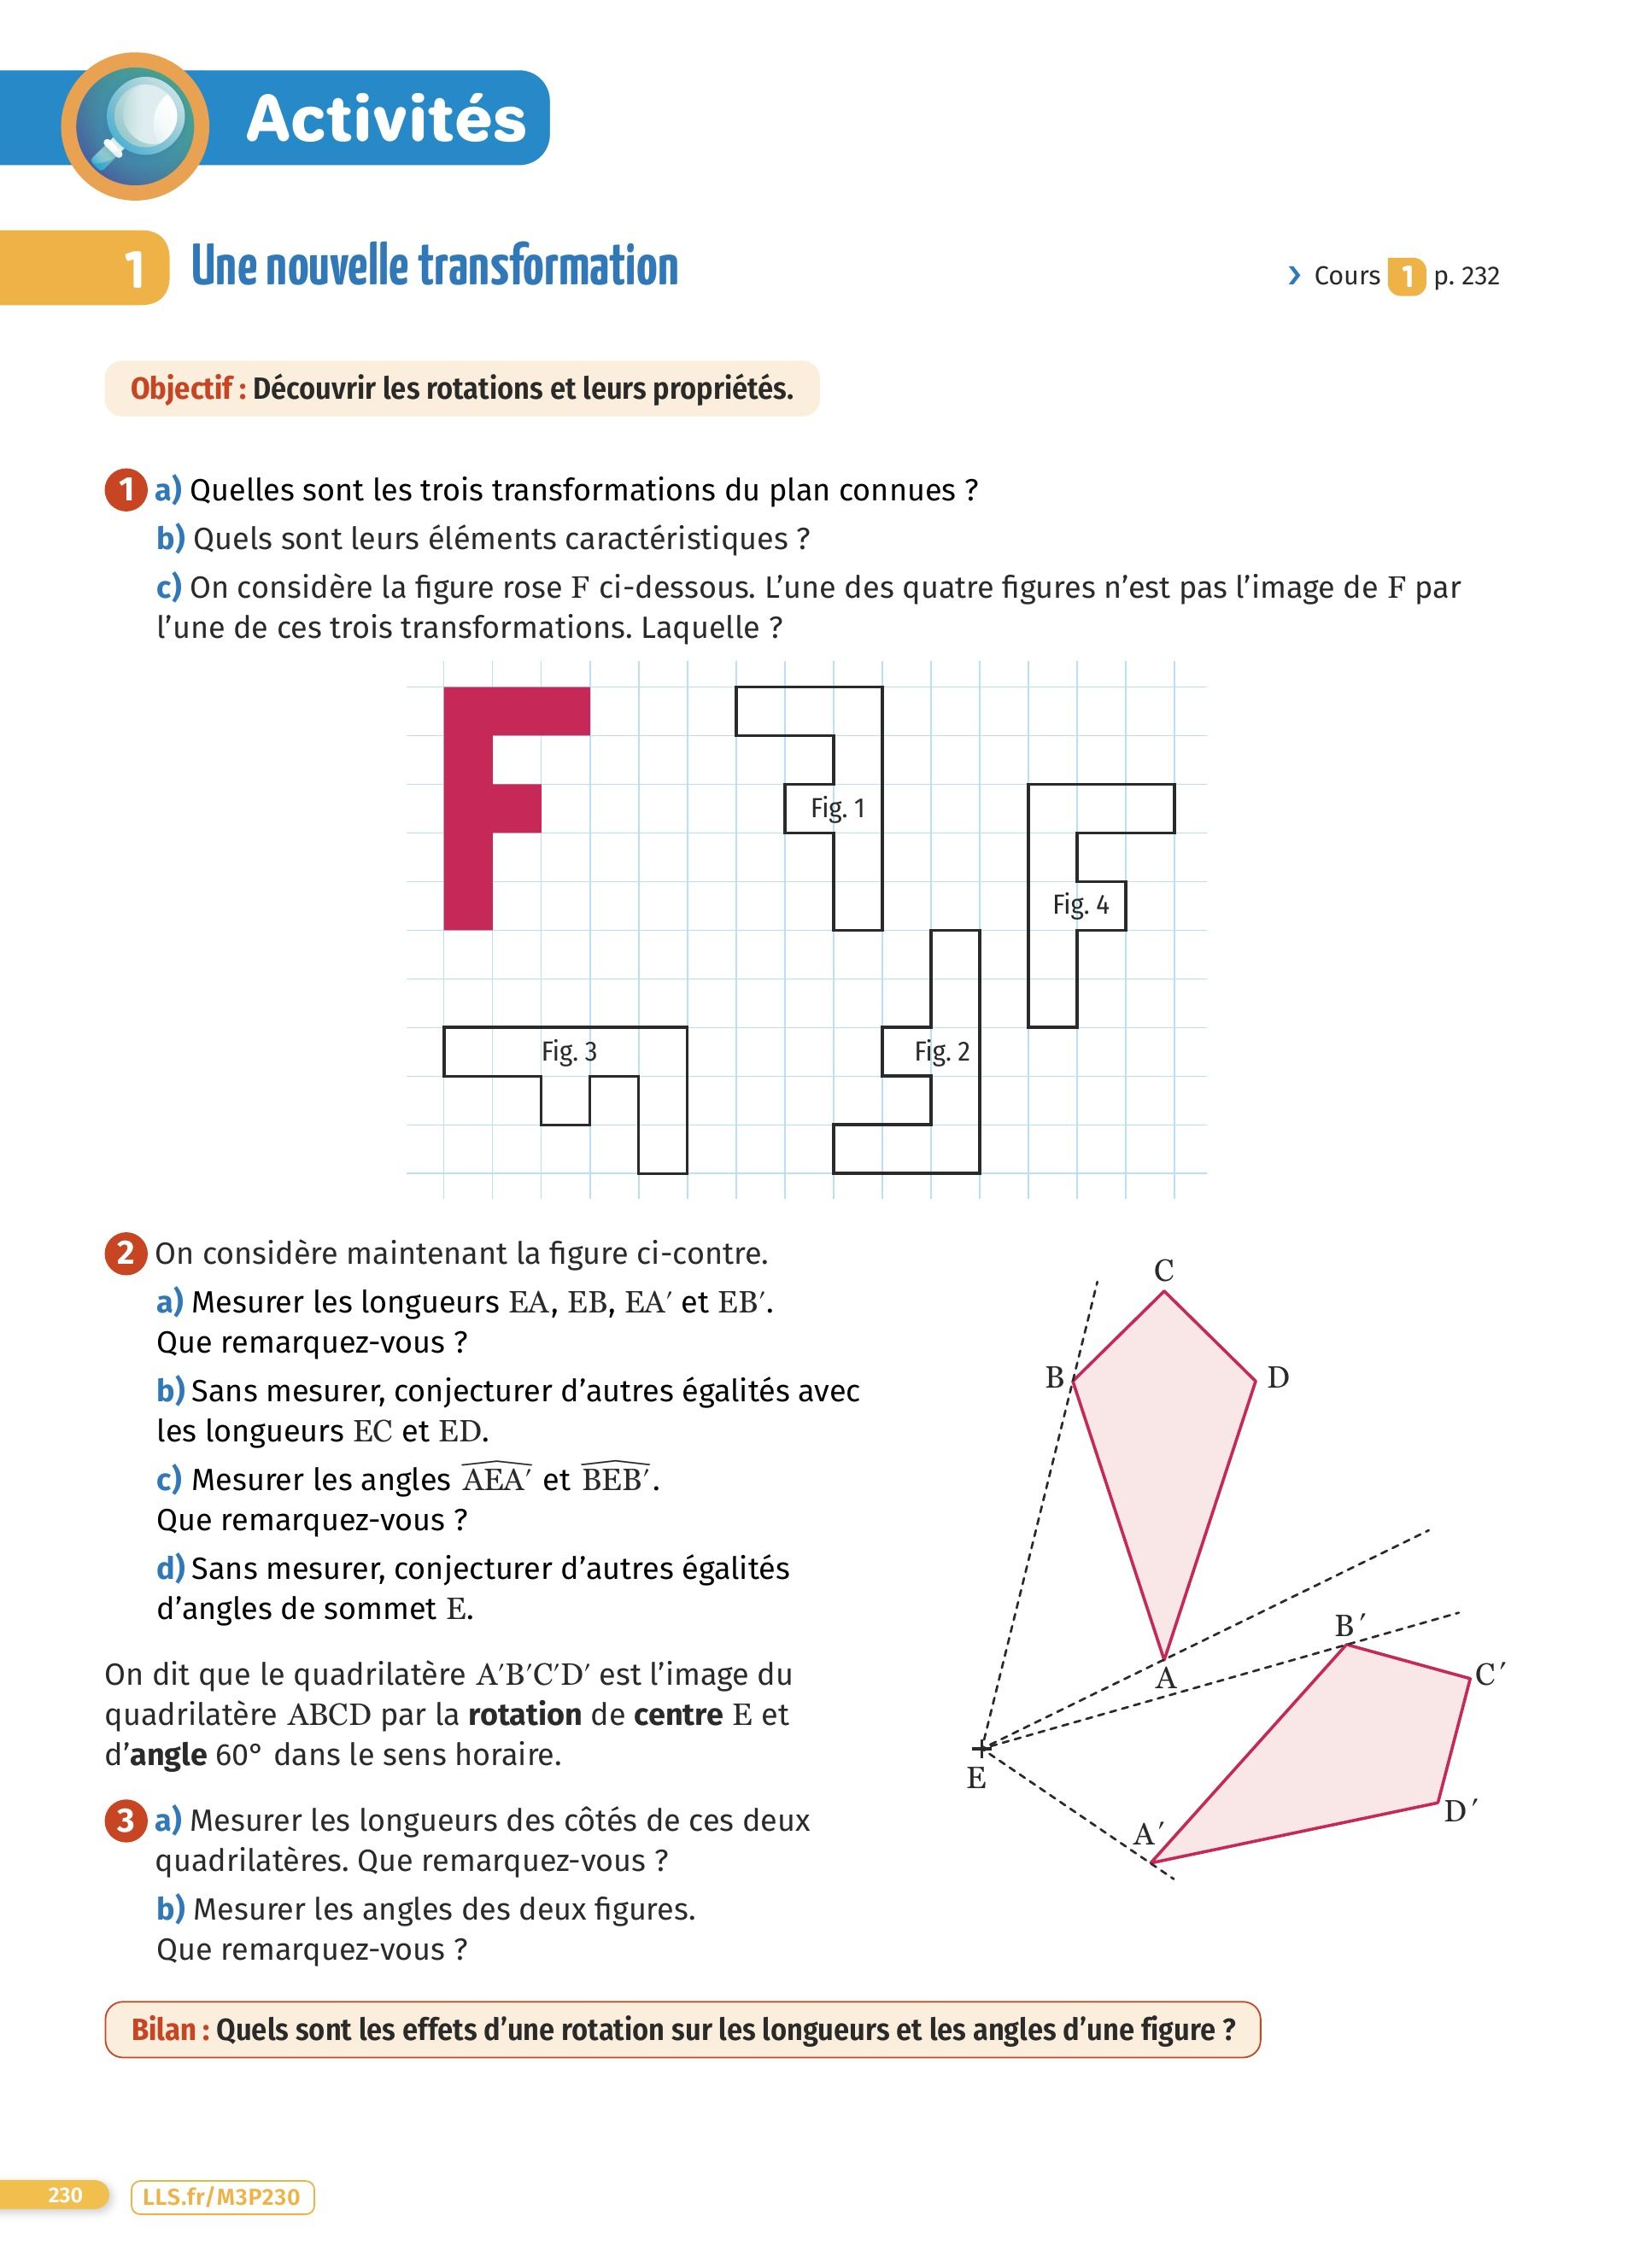 Activités
1 Une nouvelle transformation
› Cours 1 p. 232
Objectif : Découvrir les rotations et leurs propriétés.
1 a) Quelles sont les trois transformations du plan connues ?
b) Quels sont leurs éléments caractéristiques ?
c) On considère la figure rose F ci-dessous. L’une des quatre figures n’est pas l’image de F par
l’une de ces trois transformations. Laquelle ?
Fig. 1
Fig. 4
Fig. 3
Fig. 2
2 On considère maintenant la figure ci-contre.
a) Mesurer les longueurs EA, EB, EA′ et EB′.
Que remarquez-vous ?
b) Sans mesurer, conjecturer d’autres égalités avec
les longueurs EC et ED.
c) Mesurer les angles AEA′ et BEB′.
Que remarquez-vous ?
d) Sans mesurer, conjecturer d’autres égalités
d’angles de sommet E.
On dit que le quadrilatère A′B′C′D′ est l’image du
quadrilatère ABCD par la rotation de centre E et
d’angle 60° dans le sens horaire.
3 a) Mesurer les longueurs des côtés de ces deux
quadrilatères. Que remarquez-vous ?
b) Mesurer les angles des deux figures.
Que remarquez-vous ?
C
B
D
A
B′
C′
E
A′
D′
Bilan : Quels sont les effets d’une rotation sur les longueurs et les angles d’une figure ?
230
LLS.fr/M3P230